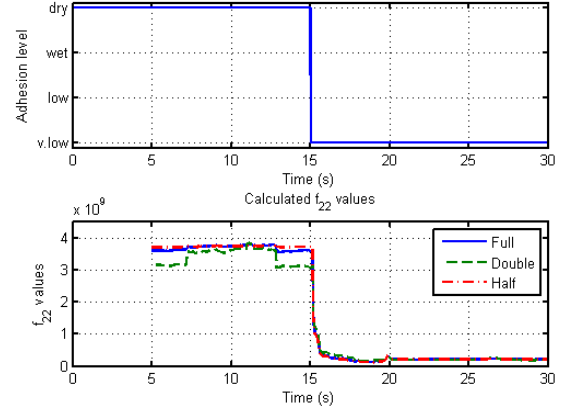 dry
wet
low
v.low
Adhesion level
0 5 10 15 20 25 30
Time (s)
Calculated f22 values
x 10^9
4
3
2
1
0
f22 values
Full
Double
Half
0 5 10 15 20 25 30
Time (s)